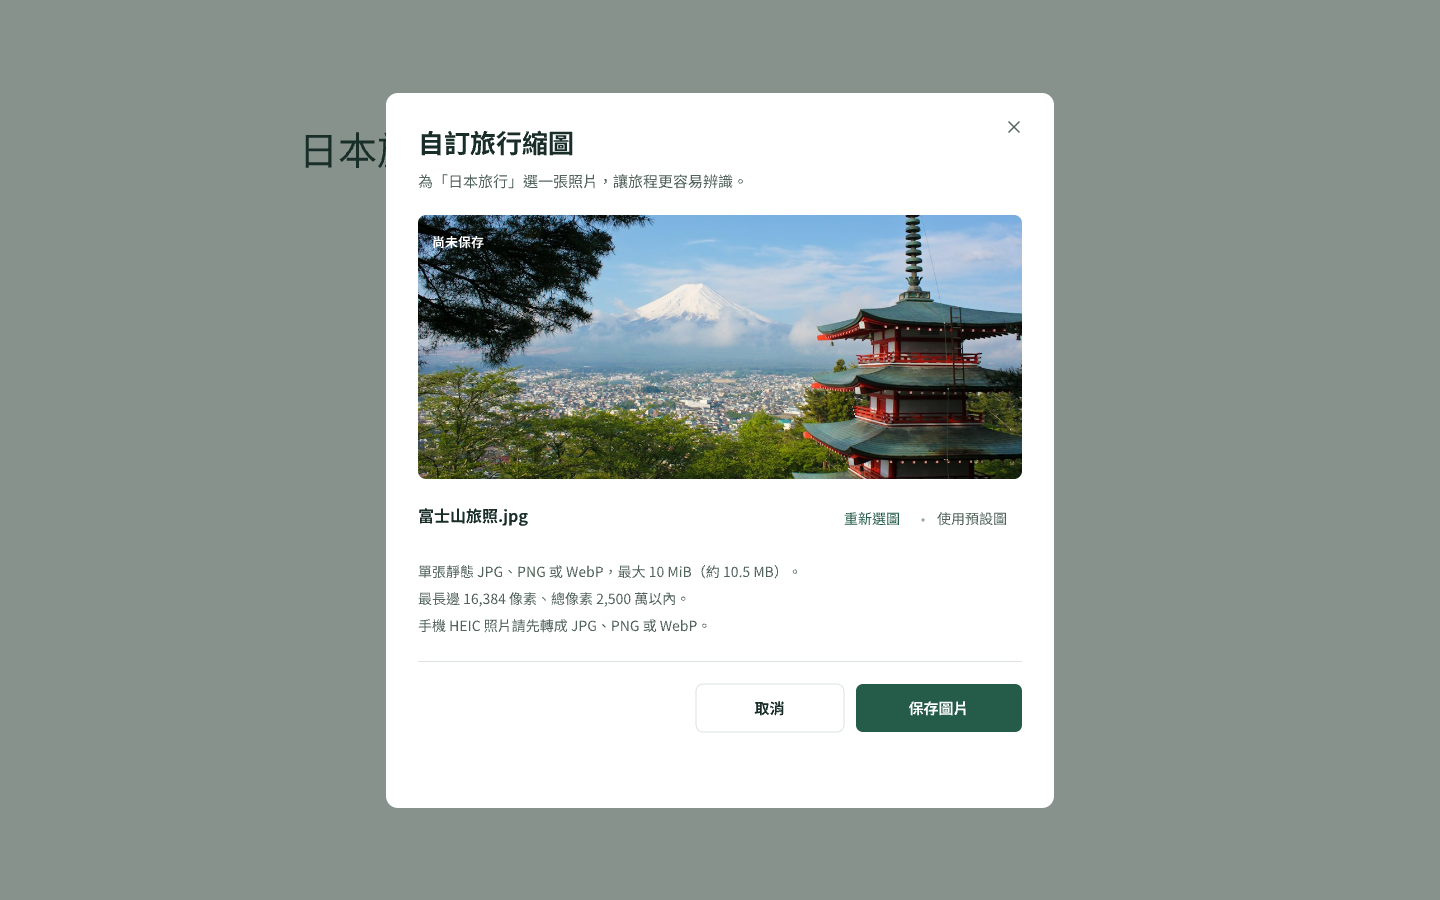 日本
自訂旅行縮圖
為「日本旅行」選一張照片，讓旅程更容易辨識。
尚未保存
富士山旅照.jpg
重新選圖 • 使用預設圖
單張靜態 JPG、PNG 或 WebP，最大 10 MiB（約 10.5 MB）。
最長邊 16,384 像素、總像素 2,500 萬以內。
手機 HEIC 照片請先轉成 JPG、PNG 或 WebP。
取消
保存圖片